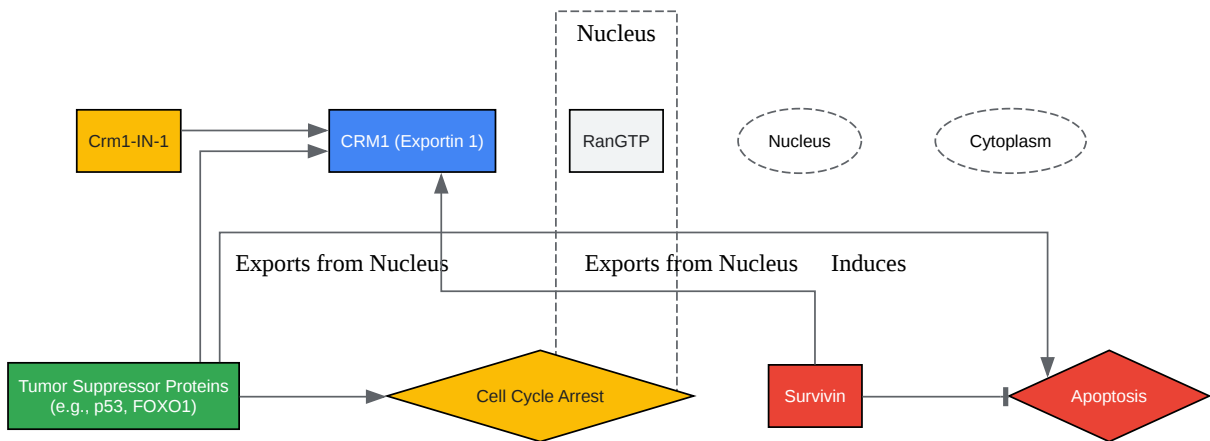 Nucleus
Crm1-IN-1
CRM1 (Exportin 1)
RanGTP
Nucleus
Cytoplasm
Exports from Nucleus
Exports from Nucleus
Induces
Tumor Suppressor Proteins
(e.g., p53, FOXO1)
Cell Cycle Arrest
Survivin
Apoptosis